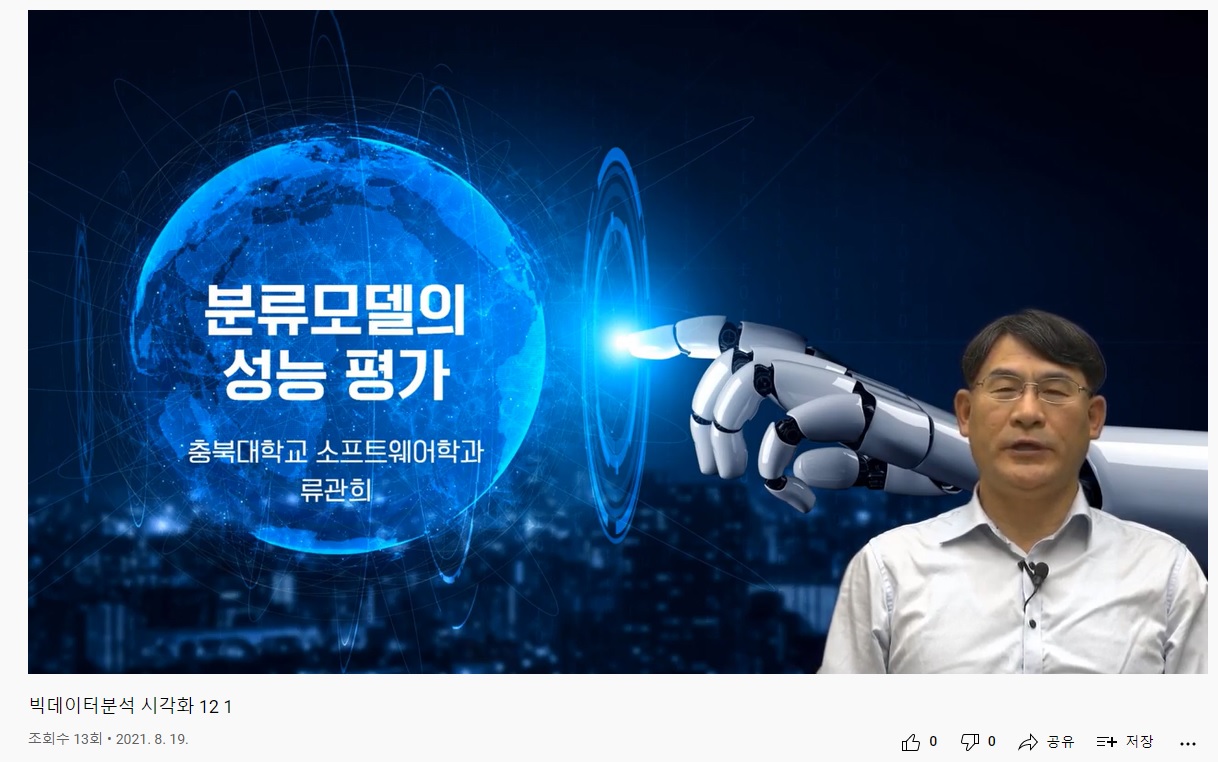 분류모델의
성능 평가
충북대학교 소프트웨어학과
류관희
빅데이터분석 시각화 12 1
조회수 13회 • 2021. 8. 19.
0 0 공유 저장 ...